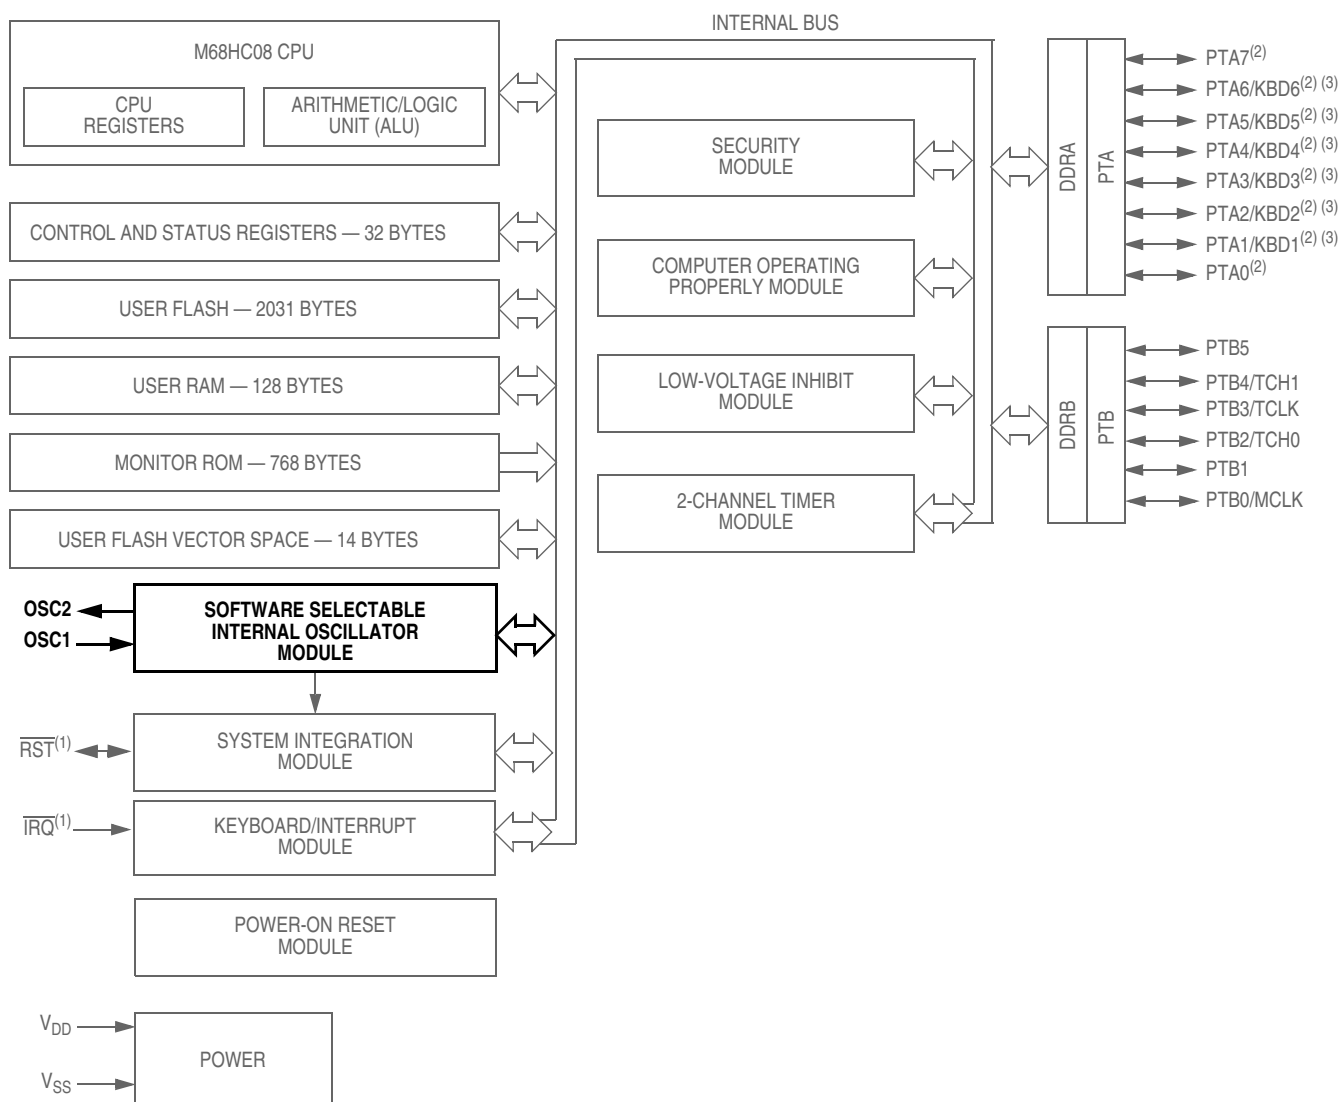 INTERNAL BUS
M68HC08 CPU
CPU
REGISTERS
ARITHMETIC/LOGIC
UNIT (ALU)
CONTROL AND STATUS REGISTERS — 32 BYTES
USER FLASH — 2031 BYTES
USER RAM — 128 BYTES
MONITOR ROM — 768 BYTES
USER FLASH VECTOR SPACE — 14 BYTES
OSC2
OSC1
SOFTWARE SELECTABLE
INTERNAL OSCILLATOR
MODULE
RST(1)
SYSTEM INTEGRATION
MODULE
IRQ(1)
KEYBOARD/INTERRUPT
MODULE
POWER-ON RESET
MODULE
VDD
VSS
POWER
SECURITY
MODULE
COMPUTER OPERATING
PROPERLY MODULE
LOW-VOLTAGE INHIBIT
MODULE
2-CHANNEL TIMER
MODULE
DDRA
PTA
PTA7(2)
PTA6/KBD6(2) (3)
PTA5/KBD5(2) (3)
PTA4/KBD4(2) (3)
PTA3/KBD3(2) (3)
PTA2/KBD2(2) (3)
PTA1/KBD1(2) (3)
PTA0(2)
DDRB
PTB
PTB5
PTB4/TCH1
PTB3/TCLK
PTB2/TCH0
PTB1
PTB0/MCLK